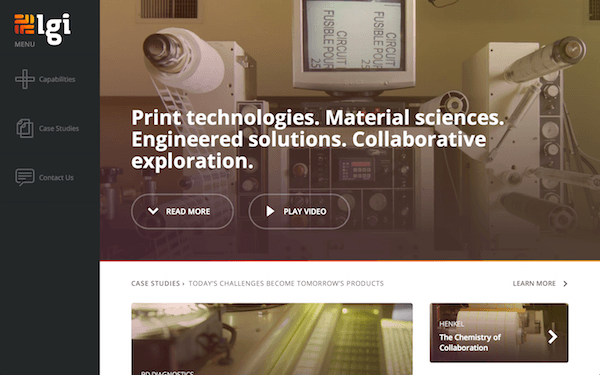 lgi
MENU
Capabilities
Case Studies
Contact Us
CIRCUIT
FUSIBLE POUR
25
CIRCUIT
FUSIBLE POUR
25
Print technologies. Material sciences.
Engineered solutions. Collaborative
exploration.
READ MORE
PLAY VIDEO
CASE STUDIES › TODAY'S CHALLENGES BECOME TOMORROW'S PRODUCTS
LEARN MORE
BD DIAGNOSTICS
HENKEL
The Chemistry of
Collaboration